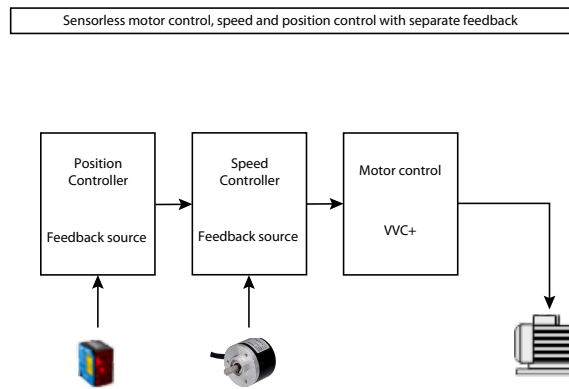 Sensorless motor control, speed and position control with separate feedback
Position
Controller
Feedback source
Speed
Controller
Feedback source
Motor control
VVC+